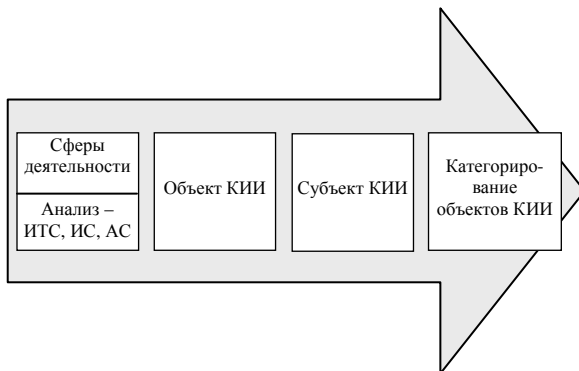 Сферы
деятельности
Анализ –
ИТС, ИС, АС
Объект КИИ
Субъект КИИ
Категориро-
вание
объектов КИИ